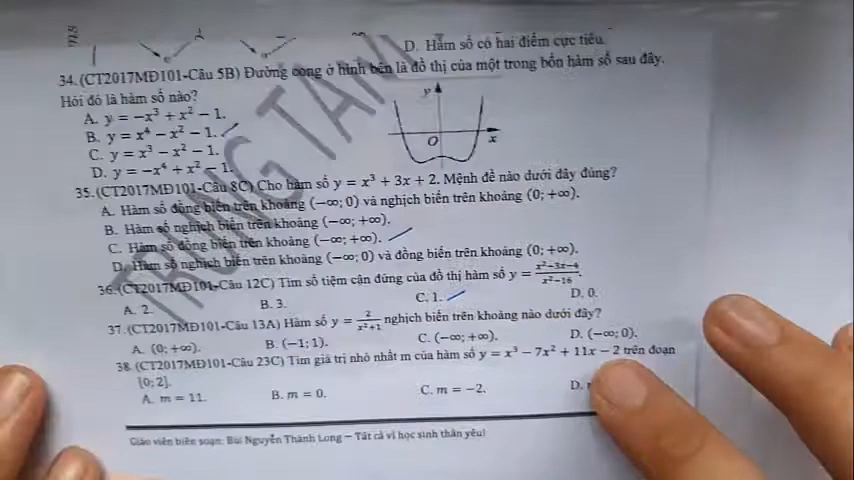 D. Hàm số có hai điểm cực tiểu.
34. (CT2017MĐ101-Câu 5B) Đường cong ở hình bên là đồ thị của một trong bốn hàm số sau đây.
Hỏi đó là hàm số nào?
A. y = −x³ + x² − 1.
B. y = x⁴ − x² − 1.
C. y = x³ − x² − 1.
D. y = −x⁴ + x² − 1.
y
O
x
35. (CT2017MĐ101-Câu 8C) Cho hàm số y = x³ + 3x + 2. Mệnh đề nào dưới đây đúng?
A. Hàm số đồng biến trên khoảng (−∞; 0) và nghịch biến trên khoảng (0; +∞).
B. Hàm số nghịch biến trên khoảng (−∞; +∞).
C. Hàm số đồng biến trên khoảng (−∞; +∞).
D. Hàm số nghịch biến trên khoảng (−∞; 0) và đồng biến trên khoảng (0; +∞).
36. (CT2017MĐ101-Câu 12C) Tìm số tiệm cận đứng của đồ thị hàm số y = (x²−3x−4)/(x²−16).
A. 2. B. 3. C. 1. D. 0.
37. (CT2017MĐ101-Câu 13A) Hàm số y = 2/(x²+1) nghịch biến trên khoảng nào dưới đây?
A. (0; +∞). B. (−1; 1). C. (−∞; +∞). D. (−∞; 0).
38. (CT2017MĐ101-Câu 23C) Tìm giá trị nhỏ nhất m của hàm số y = x³ − 7x² + 11x − 2 trên đoạn
[0; 2].
A. m = 11. B. m = 0. C. m = −2. D.
Giáo viên biên soạn: Bùi Nguyễn Thành Long – Tất cả vì học sinh thân yêu!
TRUNG TÂM